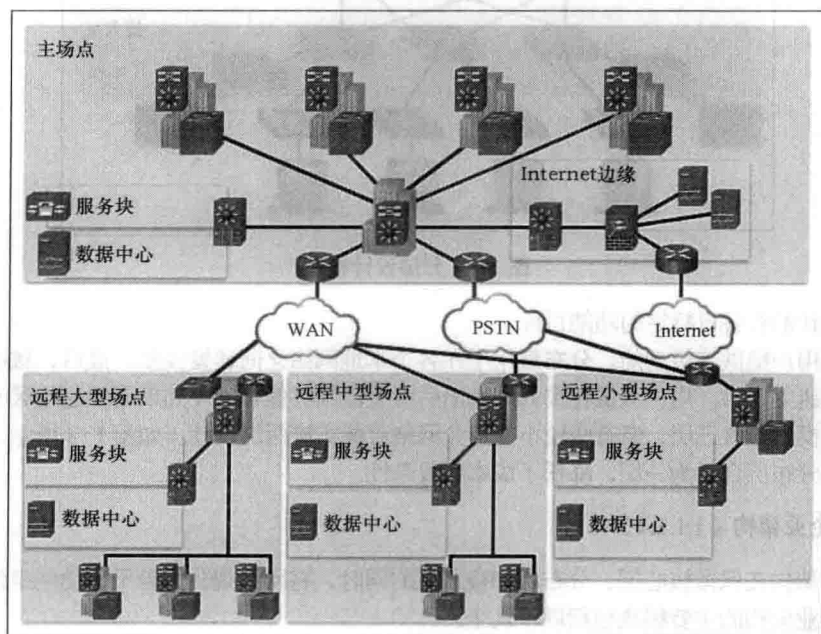 主场点
Internet边缘
服务块
数据中心
WAN
PSTN
Internet
远程大型场点
远程中型场点
远程小型场点
服务块
服务块
服务块
数据中心
数据中心
数据中心